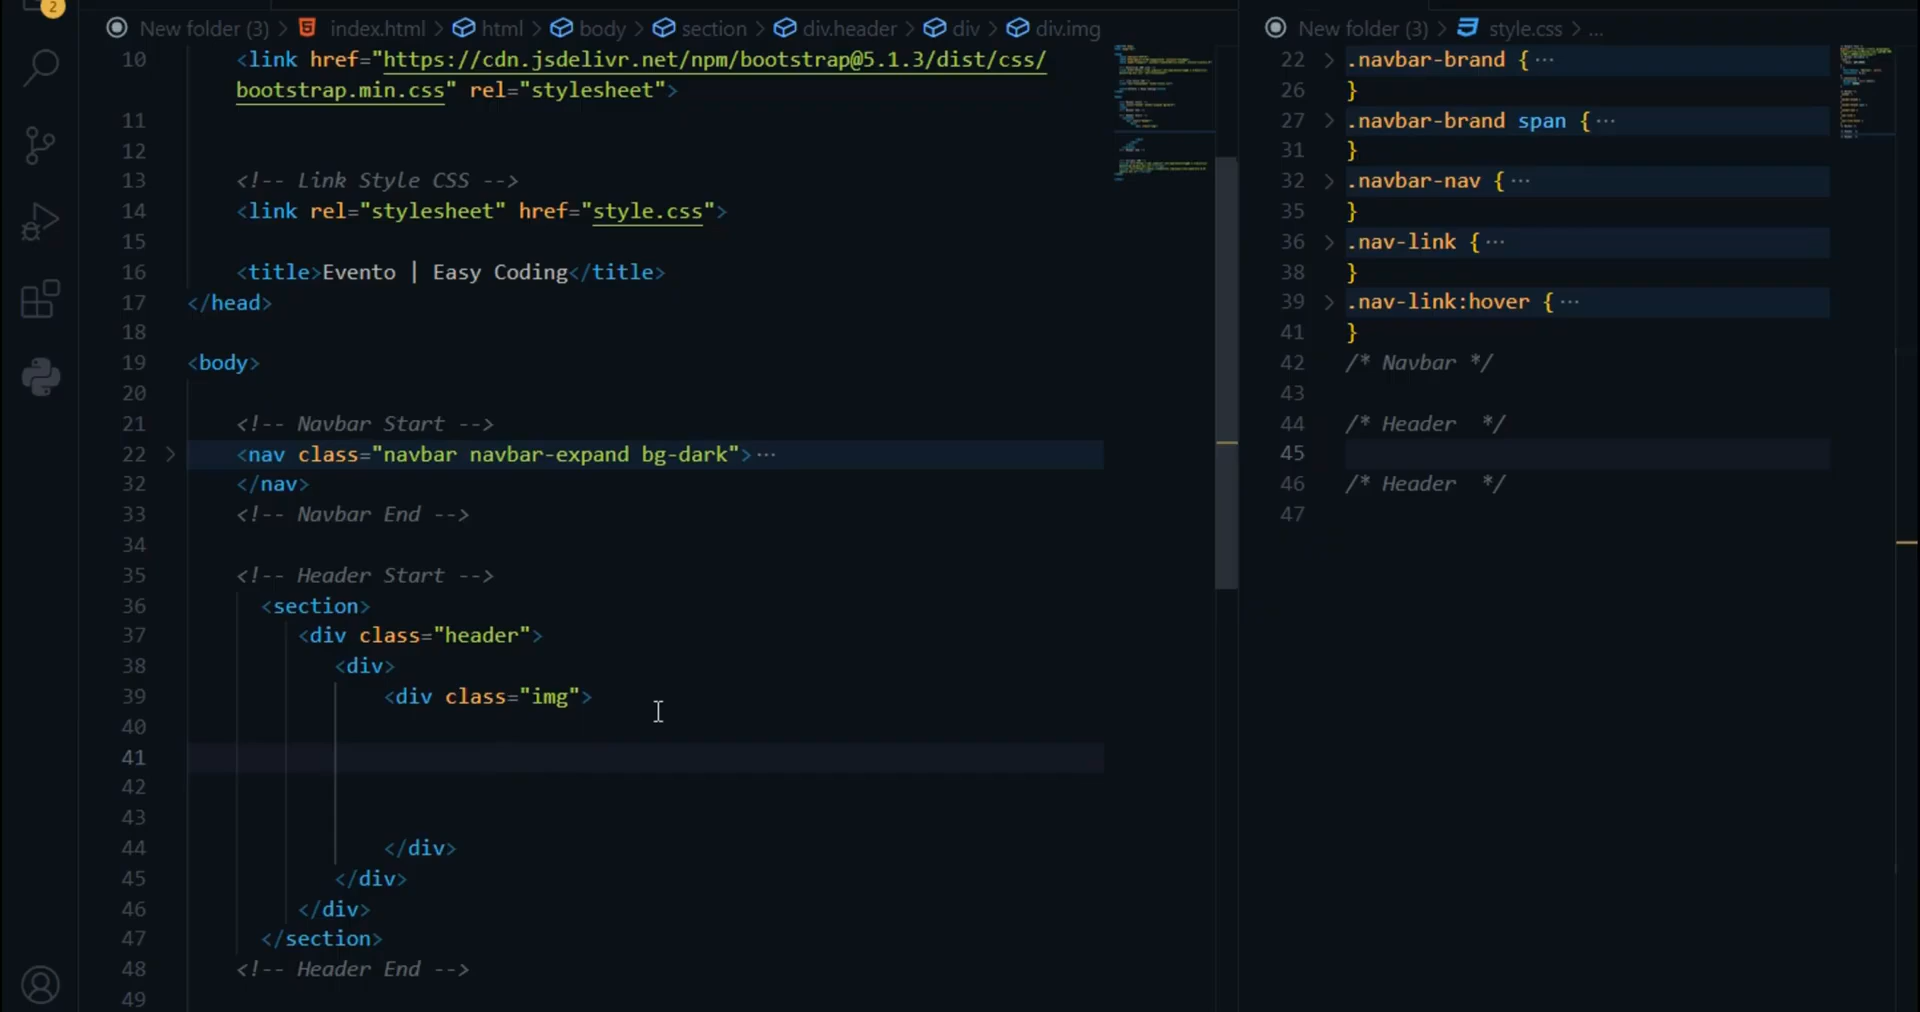 2
New folder (3) > index.html > html > body > section > div.header > div > div.img
10 <link href="https://cdn.jsdelivr.net/npm/bootstrap@5.1.3/dist/css/
bootstrap.min.css" rel="stylesheet">
11
12
13 <!-- Link Style CSS -->
14 <link rel="stylesheet" href="style.css">
15
16 <title>Evento | Easy Coding</title>
17 </head>
18
19 <body>
20
21 <!-- Navbar Start -->
22 > <nav class="navbar navbar-expand bg-dark">···
32 </nav>
33 <!-- Navbar End -->
34
35 <!-- Header Start -->
36 <section>
37 <div class="header">
38 <div>
39 <div class="img">
40
41
42
43
44 </div>
45 </div>
46 </div>
47 </section>
48 <!-- Header End -->
49
New folder (3) > style.css > ...
22 > .navbar-brand {···
26 }
27 > .navbar-brand span {···
31 }
32 > .navbar-nav {···
35 }
36 > .nav-link {···
38 }
39 > .nav-link:hover {···
41 }
42 /* Navbar */
43
44 /* Header  */
45
46 /* Header  */
47